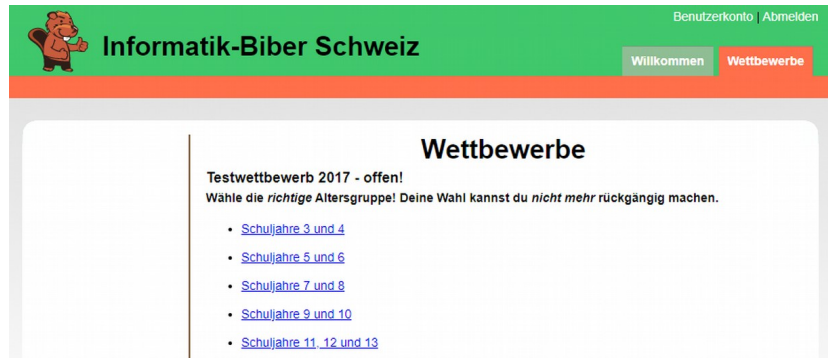 Benutzerkonto | Abmelden
Informatik-Biber Schweiz
Willkommen Wettbewerbe
Wettbewerbe
Testwettbewerb 2017 - offen!
Wähle die richtige Altersgruppe! Deine Wahl kannst du nicht mehr rückgängig machen.
• Schuljahre 3 und 4
• Schuljahre 5 und 6
• Schuljahre 7 und 8
• Schuljahre 9 und 10
• Schuljahre 11, 12 und 13